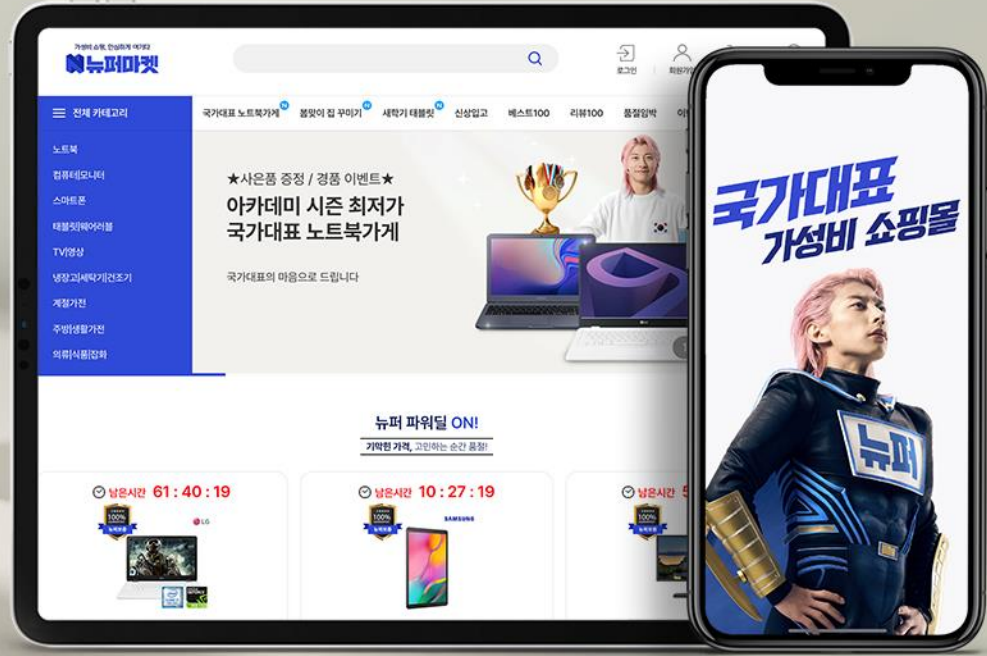 가성비 쇼핑, 안심하게 여기다
뉴퍼마켓
로그인
전체 카테고리
국가대표 노트북가게 N
봄맞이 집 꾸미기 N
새학기 태블릿 N
신상입고
베스트100
리뷰100
품절임박
노트북
컴퓨터|모니터
스마트폰
태블릿|웨어러블
TV|영상
냉장고|세탁기|건조기
계절가전
주방|생활가전
의류|식품|잡화
★사은품 증정 / 경품 이벤트★
아카데미 시즌 최저가
국가대표 노트북가게
국가대표의 마음으로 드립니다
뉴퍼 파워딜 ON!
기막힌 가격, 고민하는 순간 품절!
남은시간 61 : 40 : 19
100%
LG
남은시간 10 : 27 : 19
100%
SAMSUNG
남은시간 5
100%
국가대표
가성비 쇼핑몰
뉴퍼